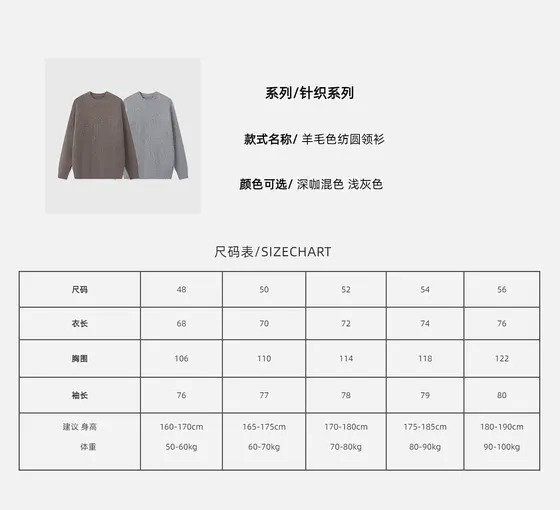 系列/针织系列
款式名称/ 羊毛色纺圆领衫
颜色可选/ 深咖混色 浅灰色
尺码表/SIZECHART
尺码 48 50 52 54 56
衣长 68 70 72 74 76
胸围 106 110 114 118 122
袖长 76 77 78 79 80
建议 身高 160-170cm 165-175cm 170-180cm 175-185cm 180-190cm
体重 50-60kg 60-70kg 70-80kg 80-90kg 90-100kg